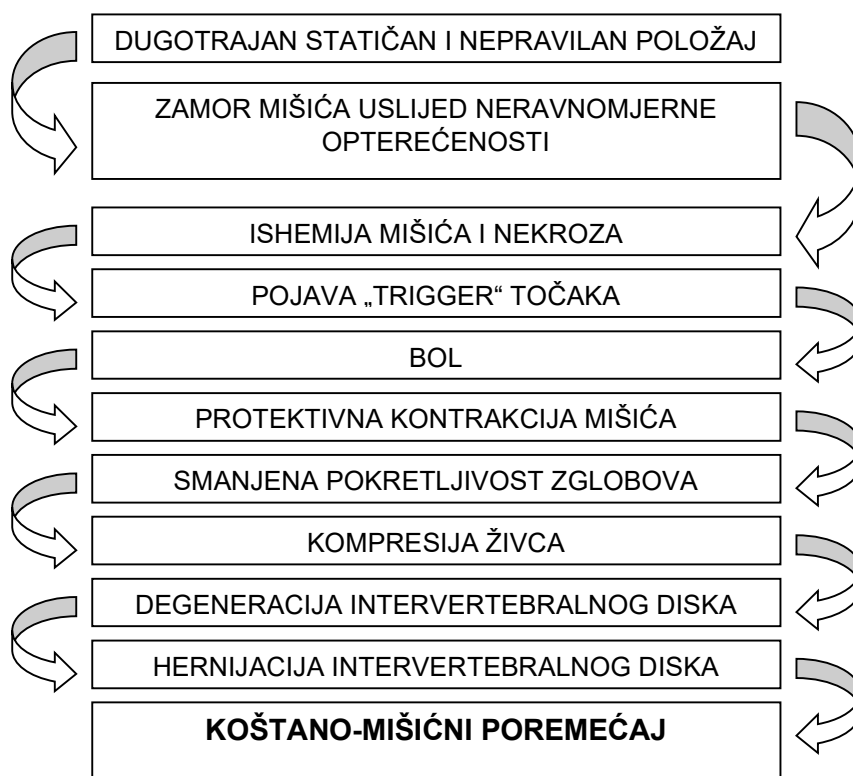 DUGOTRAJAN STATIČAN I NEPRAVILAN POLOŽAJ
ZAMOR MIŠIĆA USLIJED NERAVNOMJERNE
OPTEREĆENOSTI
ISHEMIJA MIŠIĆA I NEKROZA
POJAVA „TRIGGER“ TOČAKA
BOL
PROTEKTIVNA KONTRAKCIJA MIŠIĆA
SMANJENA POKRETLJIVOST ZGLOBOVA
KOMPRESIJA ŽIVCA
DEGENERACIJA INTERVERTEBRALNOG DISKA
HERNIJACIJA INTERVERTEBRALNOG DISKA
KOŠTANO-MIŠIĆNI POREMEĆAJ